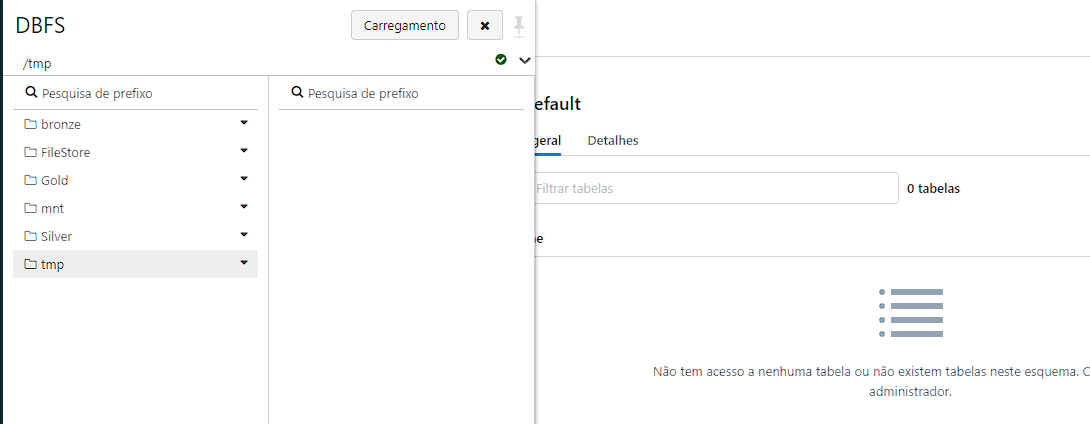 DBFS
Carregamento
/tmp
Pesquisa de prefixo
bronze
FileStore
Gold
mnt
Silver
tmp
Pesquisa de prefixo
efault
geral
Detalhes
Filtrar tabelas
0 tabelas
ne
Não tem acesso a nenhuma tabela ou não existem tabelas neste esquema. C
administrador.